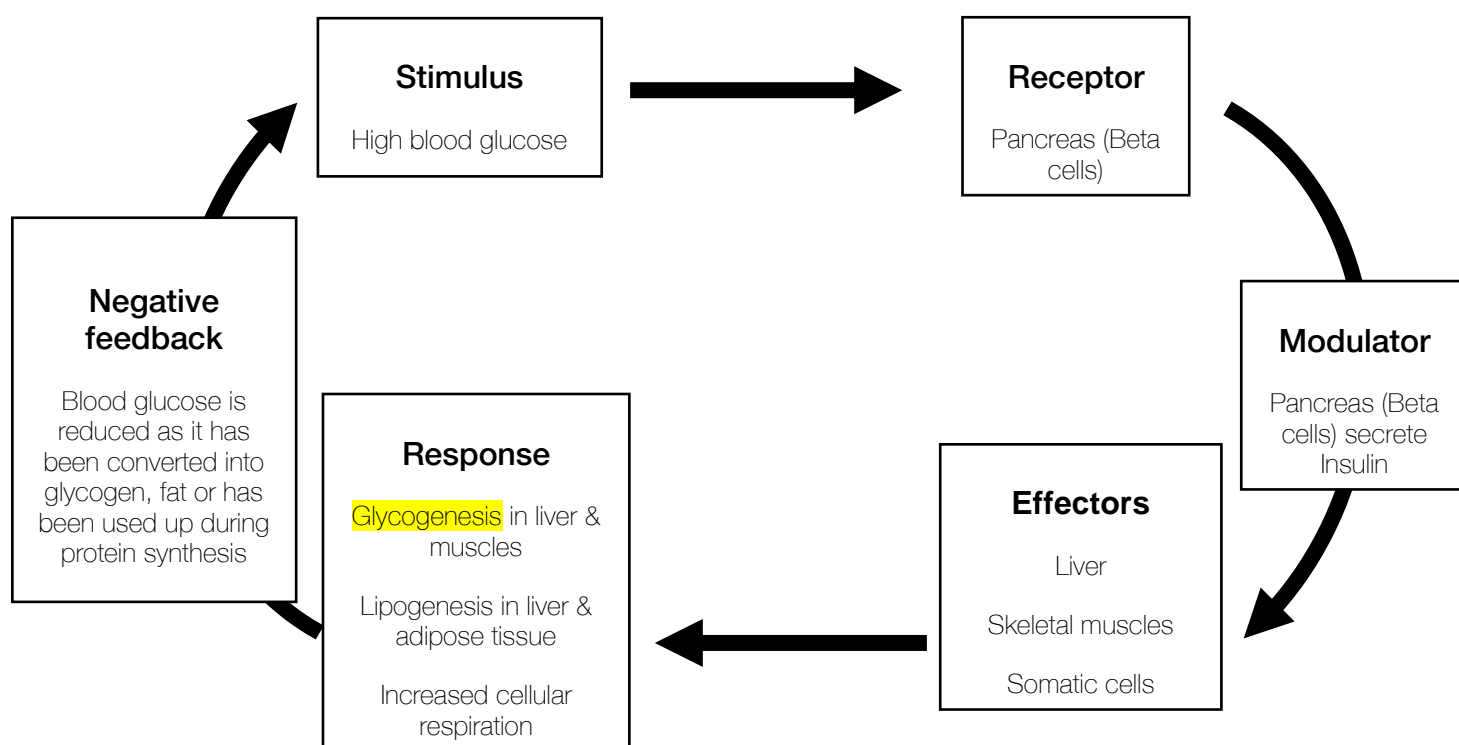 Stimulus
High blood glucose
Receptor
Pancreas (Beta
cells)
Modulator
Pancreas (Beta
cells) secrete
Insulin
Effectors
Liver
Skeletal muscles
Somatic cells
Response
Glycogenesis in liver &
muscles
Lipogenesis in liver &
adipose tissue
Increased cellular
respiration
Negative
feedback
Blood glucose is
reduced as it has
been converted into
glycogen, fat or has
been used up during
protein synthesis